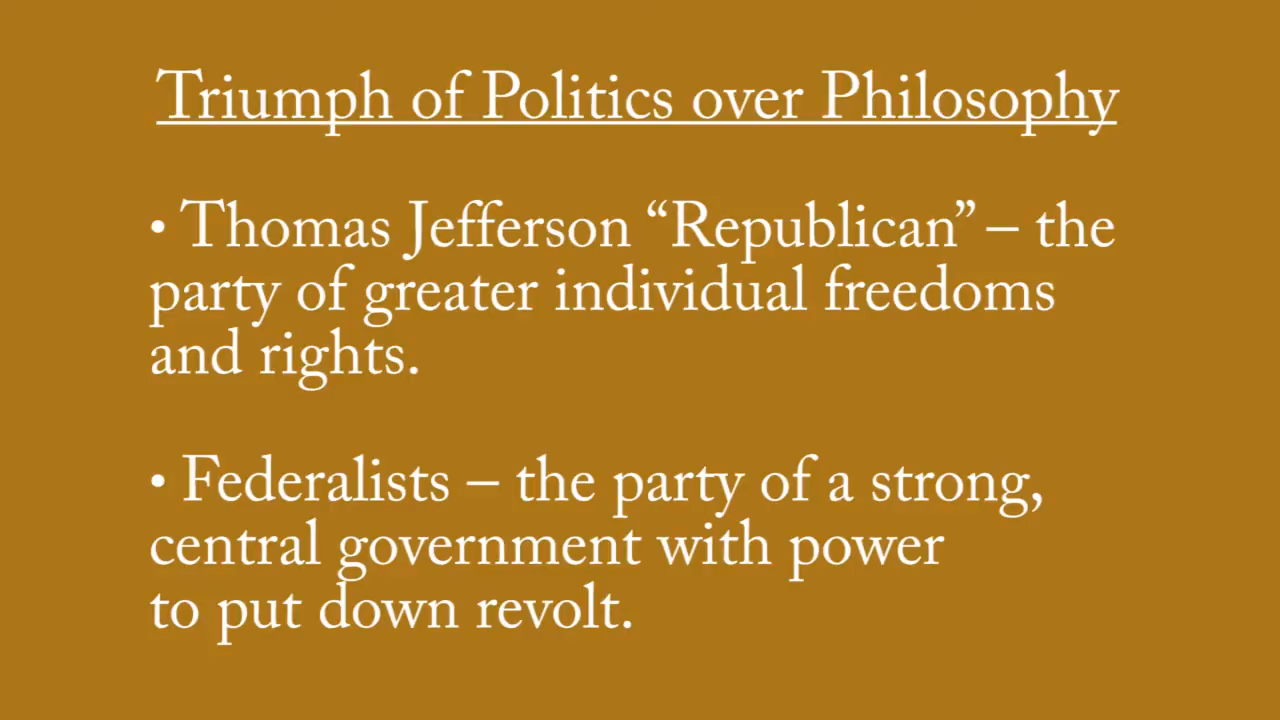 Triumph of Politics over Philosophy
• Thomas Jefferson “Republican” – the
party of greater individual freedoms
and rights.
• Federalists – the party of a strong,
central government with power
to put down revolt.